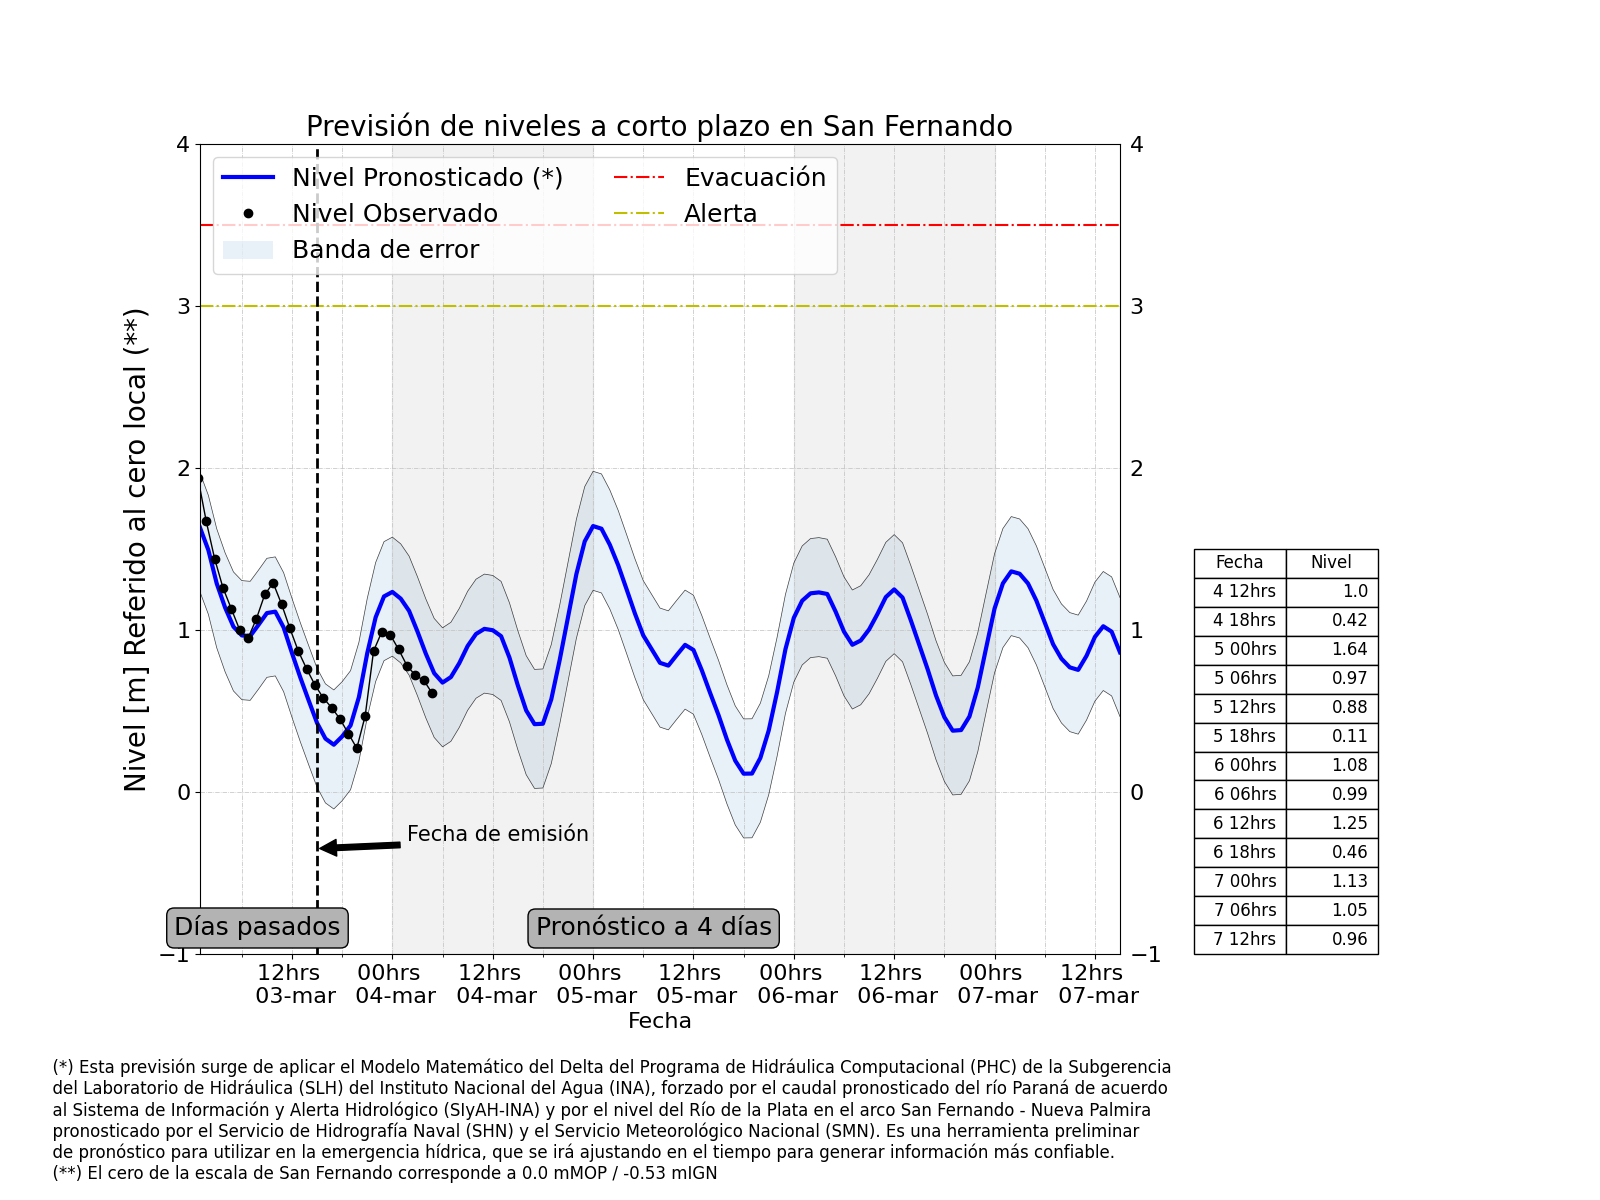 Previsión de niveles a corto plazo en San Fernando
Nivel Pronosticado (*)
Nivel Observado
Banda de error
Evacuación
Alerta
Nivel [m] Referido al cero local (**)
4
3
2
1
0
−1
4
3
2
1
0
−1
Fecha de emisión
Días pasados
Pronóstico a 4 días
12hrs 00hrs 12hrs 00hrs 12hrs 00hrs 12hrs 00hrs 12hrs
03-mar 04-mar 04-mar 05-mar 05-mar 06-mar 06-mar 07-mar 07-mar
Fecha
Fecha Nivel
4 12hrs 1.0
4 18hrs 0.42
5 00hrs 1.64
5 06hrs 0.97
5 12hrs 0.88
5 18hrs 0.11
6 00hrs 1.08
6 06hrs 0.99
6 12hrs 1.25
6 18hrs 0.46
7 00hrs 1.13
7 06hrs 1.05
7 12hrs 0.96
(*) Esta previsión surge de aplicar el Modelo Matemático del Delta del Programa de Hidráulica Computacional (PHC) de la Subgerencia
del Laboratorio de Hidráulica (SLH) del Instituto Nacional del Agua (INA), forzado por el caudal pronosticado del río Paraná de acuerdo
al Sistema de Información y Alerta Hidrológico (SIyAH-INA) y por el nivel del Río de la Plata en el arco San Fernando - Nueva Palmira
pronosticado por el Servicio de Hidrografía Naval (SHN) y el Servicio Meteorológico Nacional (SMN). Es una herramienta preliminar
de pronóstico para utilizar en la emergencia hídrica, que se irá ajustando en el tiempo para generar información más confiable.
(**) El cero de la escala de San Fernando corresponde a 0.0 mMOP / -0.53 mIGN